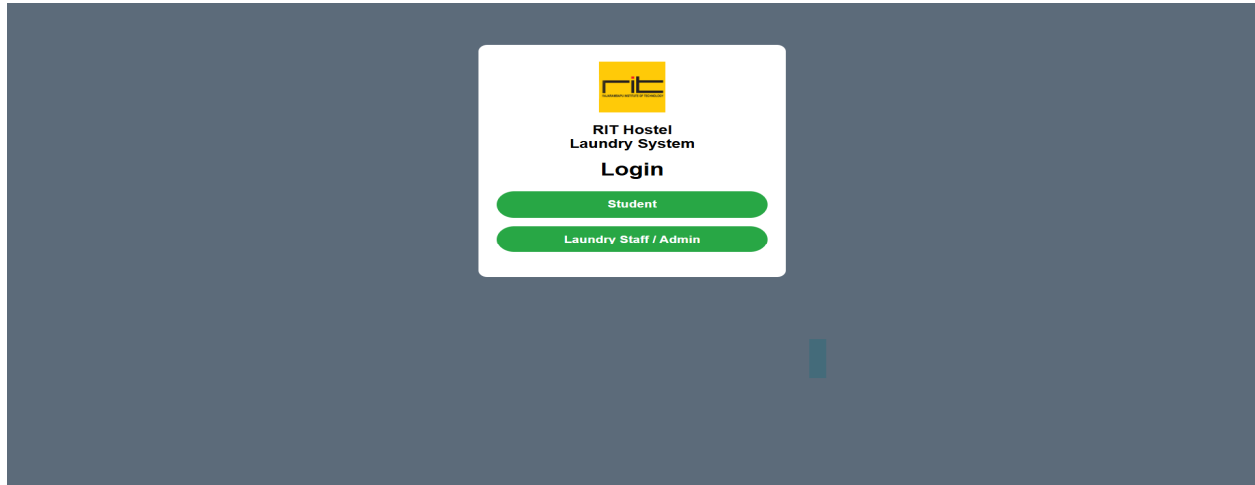 rit
RIT Hostel
Laundry System
Login
Student
Laundry Staff / Admin